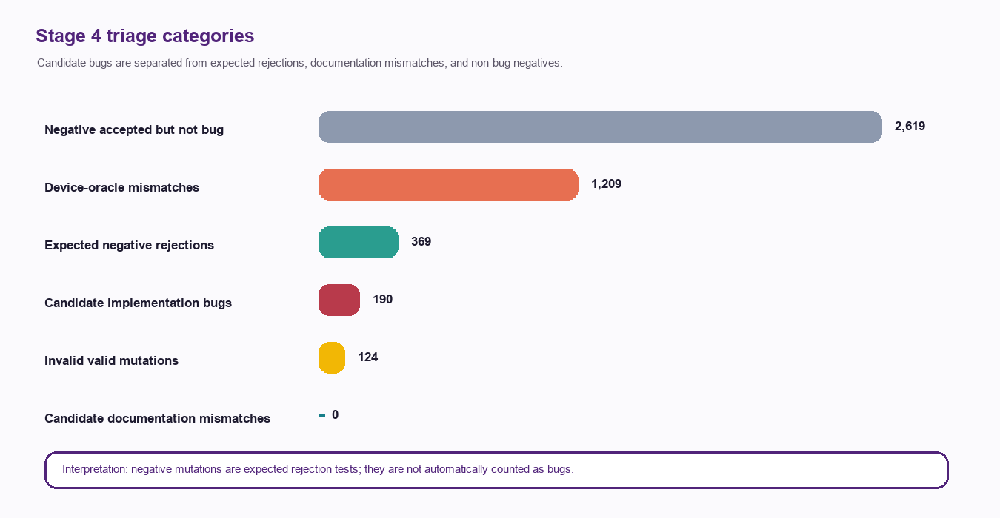 Stage 4 triage categories
Candidate bugs are separated from expected rejections, documentation mismatches, and non-bug negatives.
Negative accepted but not bug
2,619
Device-oracle mismatches
1,209
Expected negative rejections
369
Candidate implementation bugs
190
Invalid valid mutations
124
Candidate documentation mismatches
0
Interpretation: negative mutations are expected rejection tests; they are not automatically counted as bugs.